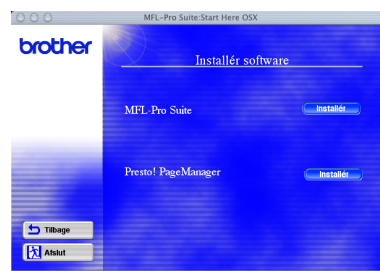 MFL-Pro Suite:Start Here OSX
brother
Installér software
MFL-Pro Suite
Installér
Presto! PageManager
Installér
Tilbage
Afslut